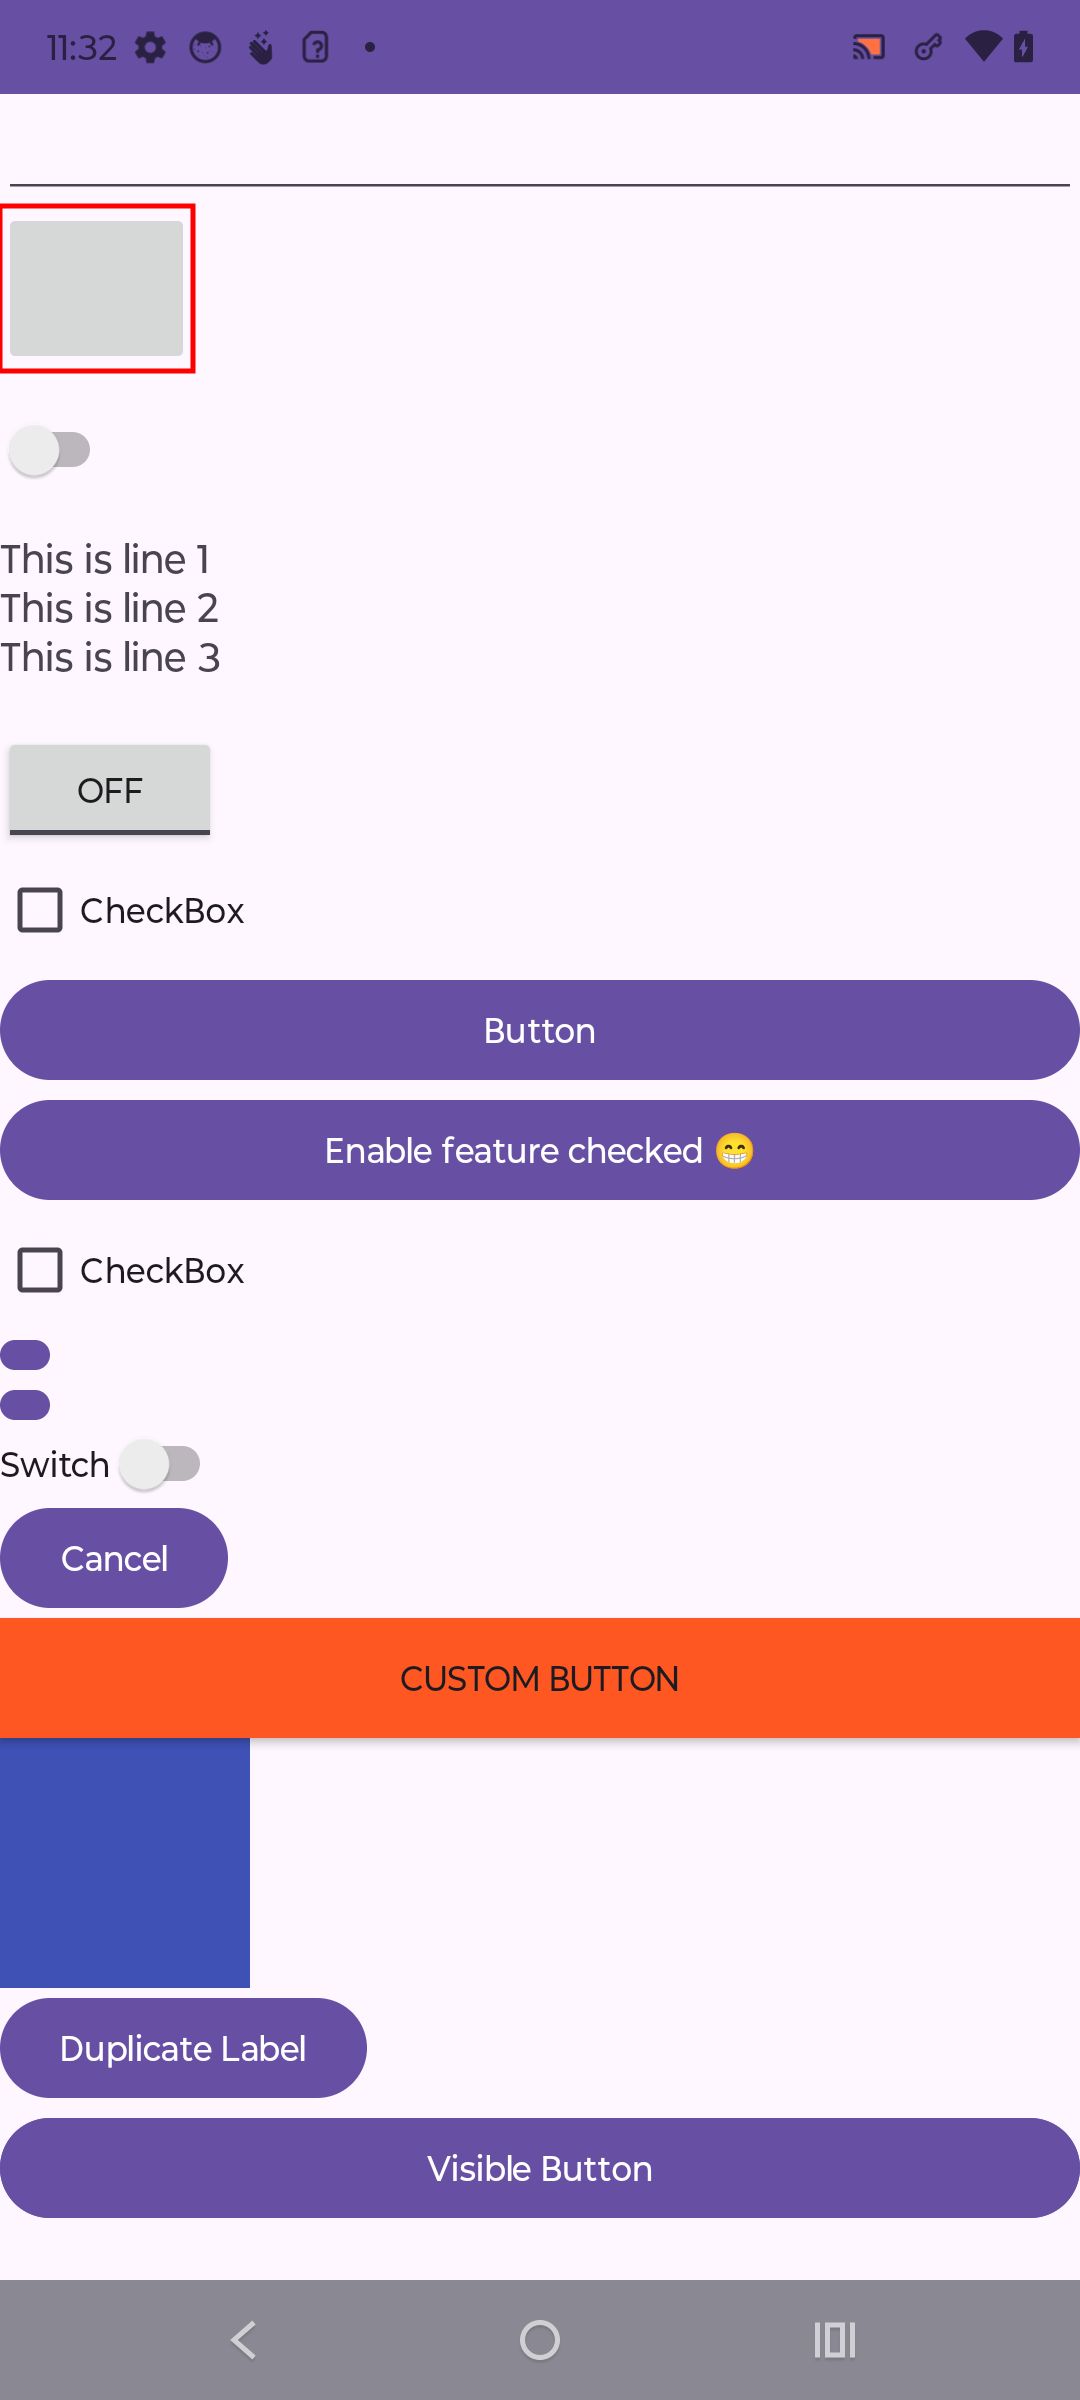 11:32
This is line 1
This is line 2
This is line 3
OFF
CheckBox
Button
Enable feature checked 😁
CheckBox
Switch
Cancel
CUSTOM BUTTON
Duplicate Label
Visible Button